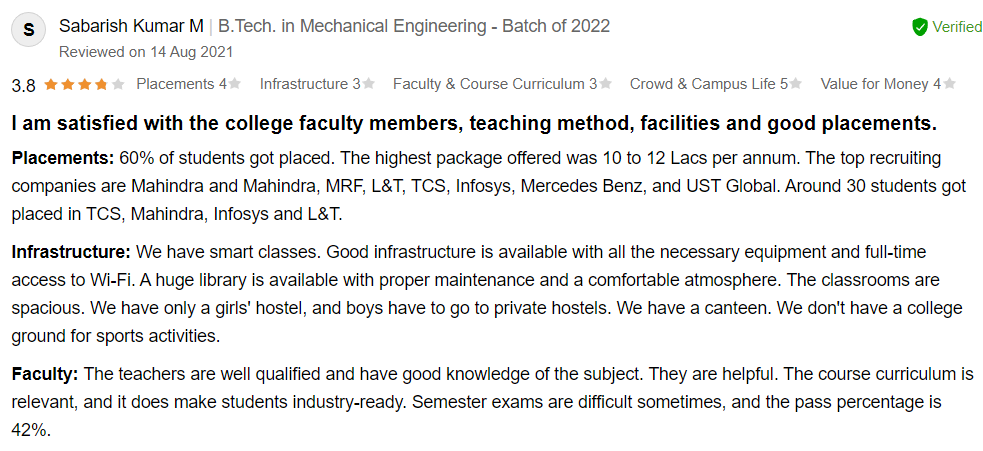 S
Sabarish Kumar M | B.Tech. in Mechanical Engineering - Batch of 2022
Verified
Reviewed on 14 Aug 2021
3.8 Placements 4 Infrastructure 3 Faculty & Course Curriculum 3 Crowd & Campus Life 5 Value for Money 4
I am satisfied with the college faculty members, teaching method, facilities and good placements.
Placements: 60% of students got placed. The highest package offered was 10 to 12 Lacs per annum. The top recruiting
companies are Mahindra and Mahindra, MRF, L&T, TCS, Infosys, Mercedes Benz, and UST Global. Around 30 students got
placed in TCS, Mahindra, Infosys and L&T.
Infrastructure: We have smart classes. Good infrastructure is available with all the necessary equipment and full-time
access to Wi-Fi. A huge library is available with proper maintenance and a comfortable atmosphere. The classrooms are
spacious. We have only a girls' hostel, and boys have to go to private hostels. We have a canteen. We don't have a college
ground for sports activities.
Faculty: The teachers are well qualified and have good knowledge of the subject. They are helpful. The course curriculum is
relevant, and it does make students industry-ready. Semester exams are difficult sometimes, and the pass percentage is
42%.